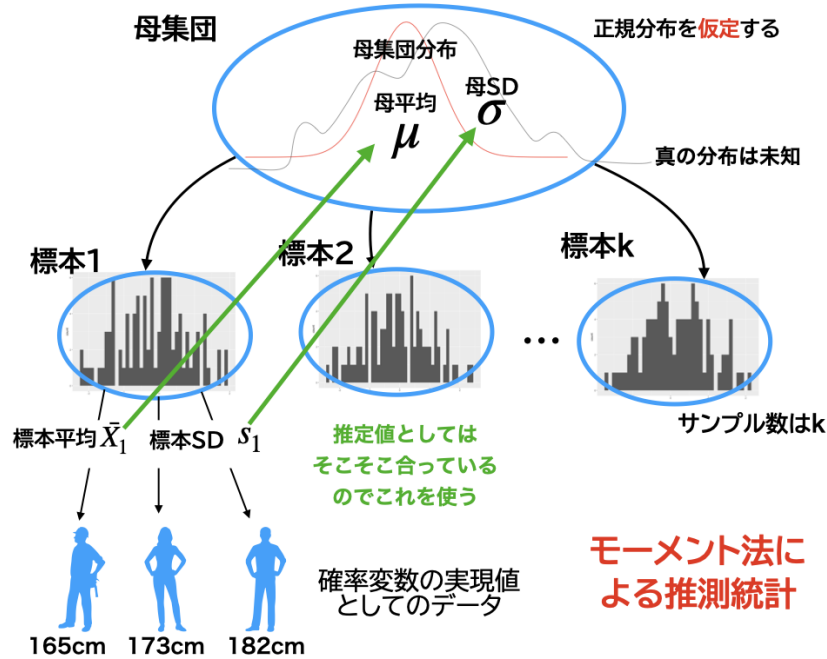 母集団
正規分布を仮定する
母集団分布
母SD
σ
母平均
μ
真の分布は未知
標本1
標本2
標本k
…
サンプル数はk
標本平均 X̄₁ 標本SD s₁
推定値としては
そこそこ合っている
のでこれを使う
確率変数の実現値
としてのデータ
モーメント法に
よる推測統計
165cm 173cm 182cm